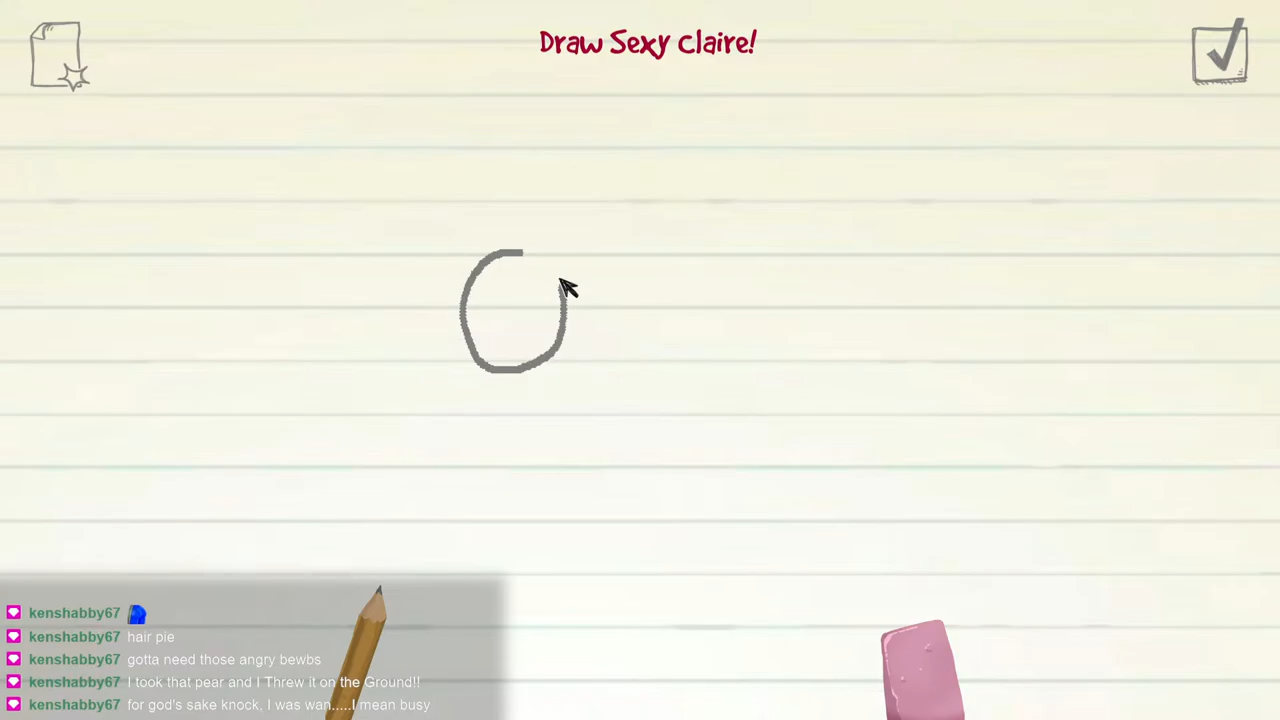 Draw Sexy Claire!
kenshabby67
kenshabby67 hair pie
kenshabby67 gotta need those angry bewbs
kenshabby67 I took that pear and I Threw it on the Ground!!
kenshabby67 for god's sake knock, I was wan.....I mean busy